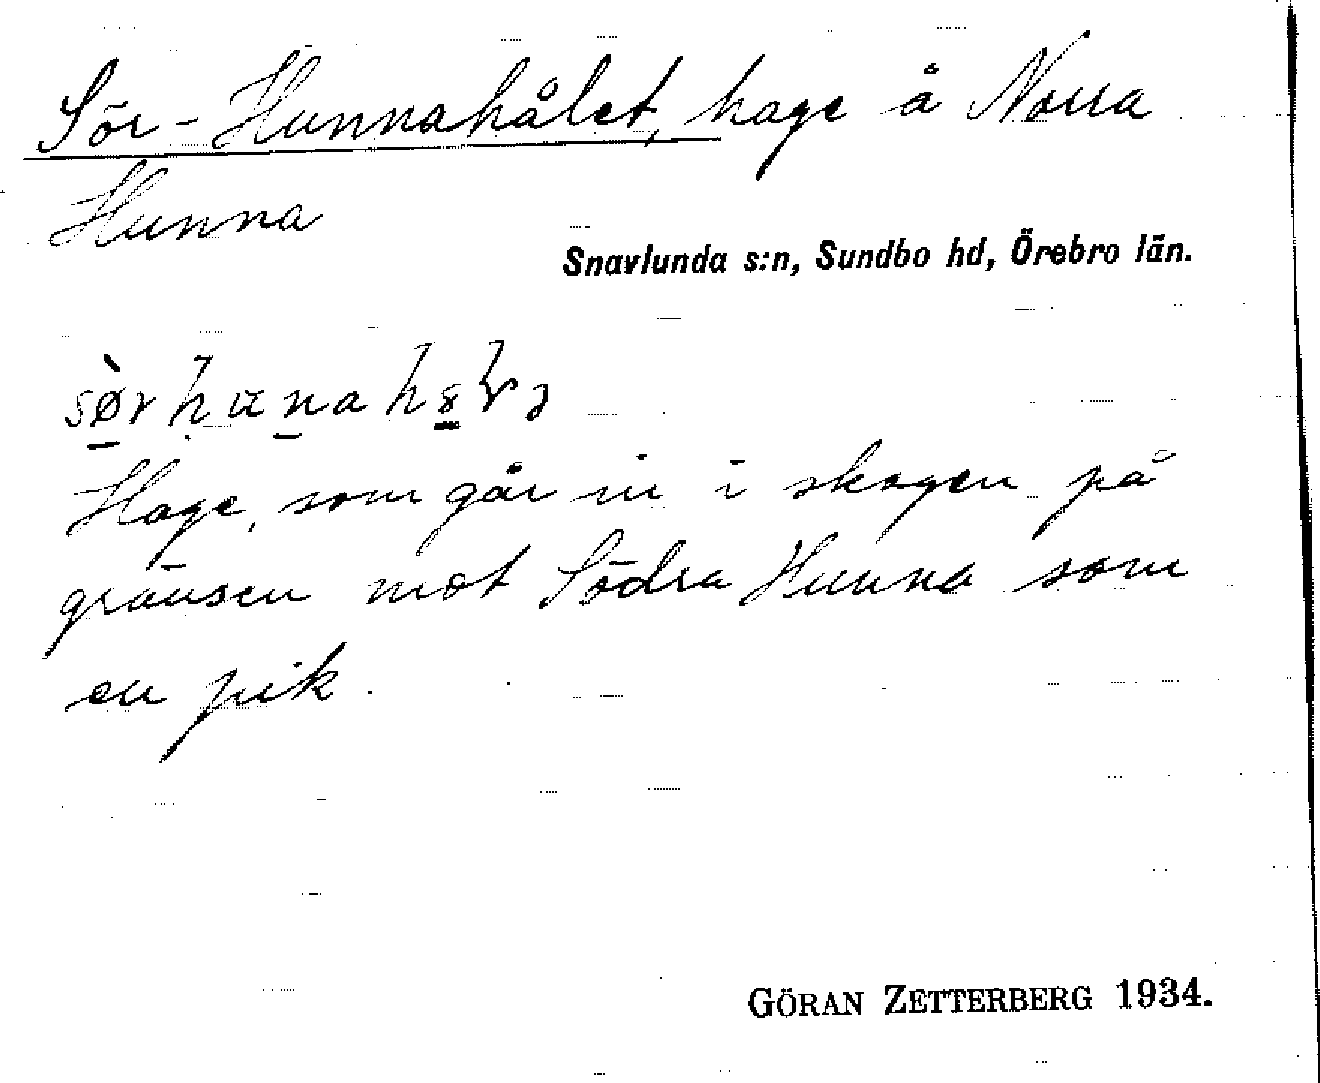 Sör-Hunnahålet, hage å Norra
Hunna
Snavlunda s:n, Sundbo hd, Örebro län.
Hage, som går in i skogen på
gränsen mot Södra Hunna som
en pik.
GÖRAN ZETTERBERG 1934.